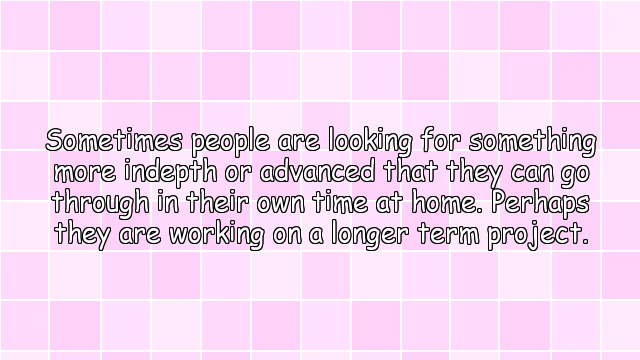 Sometimes people are looking for something
more indepth or advanced that they can go
through in their own time at home. Perhaps
they are working on a longer term project.